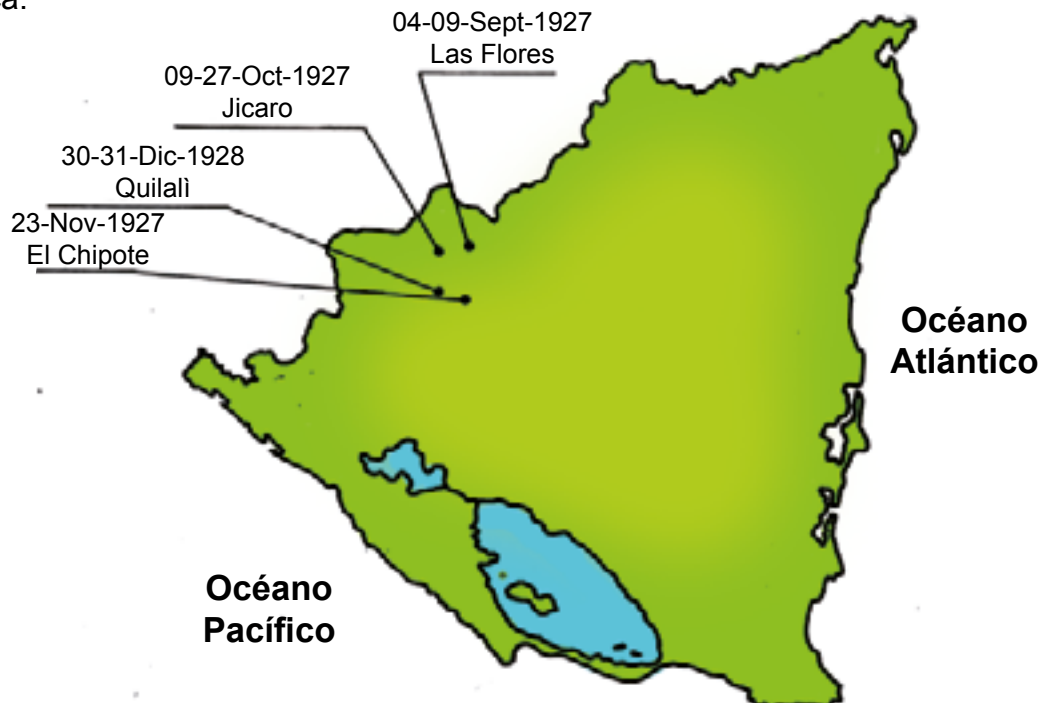 ca.
04-09-Sept-1927
Las Flores
09-27-Oct-1927
Jicaro
30-31-Dic-1928
Quilalì
23-Nov-1927
El Chipote
Océano
Atlántico
Océano
Pacífico